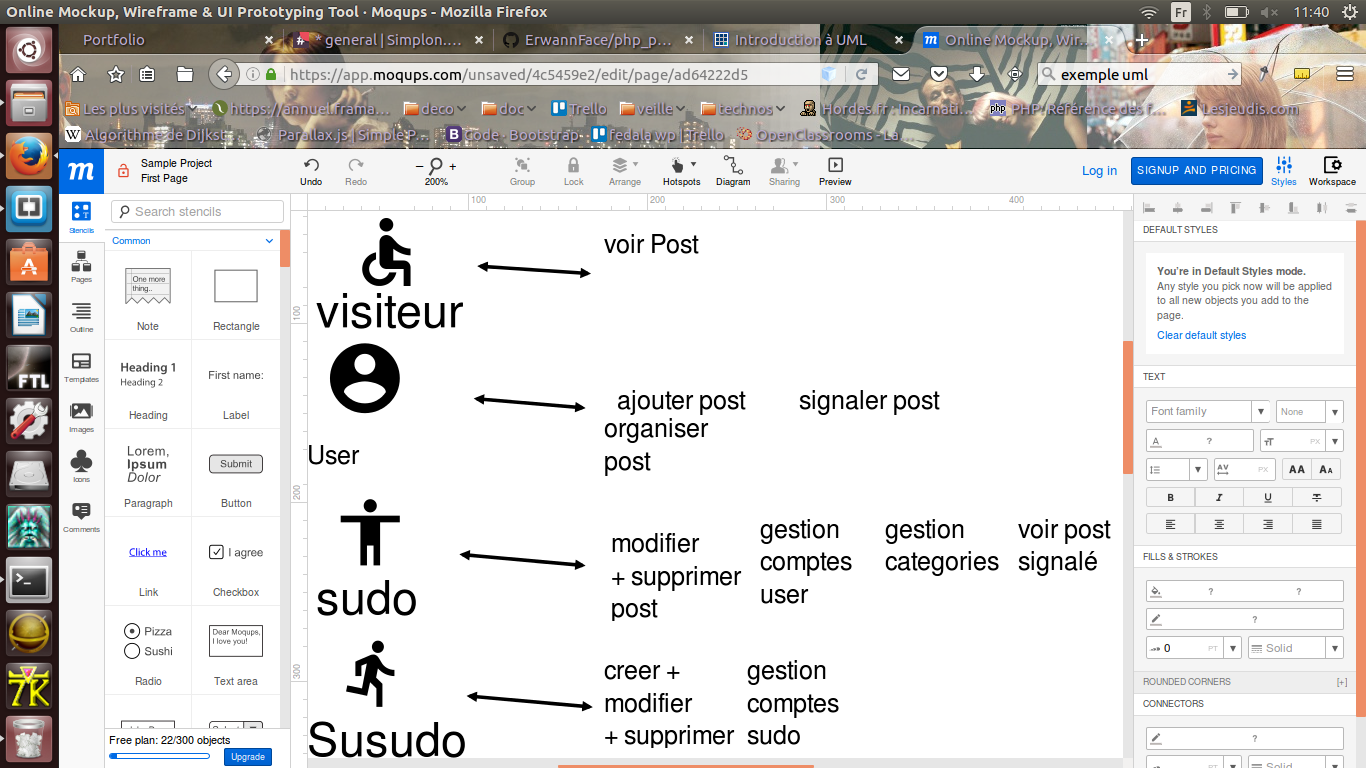 Online Mockup, Wireframe & UI Prototyping Tool · Moqups - Mozilla Firefox
Fr
11:40
Portfolio
* general | Simplon....
ErwannFace/php_p...
Introduction à UML
Online Mockup, Wir...
https://app.moqups.com/unsaved/4c5459e2/edit/page/ad64222d5
exemple uml
Les plus visités
https://annuel.frama...
deco
doc
Trello
veille
technos
Hordes.fr : Incarnati...
PHP: Référence des f...
Lesjeudis.com
Algorithme de Dijkst...
Parallax.js | Simple P...
Code · Bootstrap
fedala wp | Trello
OpenClassrooms - La ...
Sample Project
First Page
Undo
Redo
200%
Group
Lock
Arrange
Hotspots
Diagram
Sharing
Preview
Log in
SIGNUP AND PRICING
Styles
Workspace
Stencils
Pages
Outline
Templates
Images
Icons
Comments
Search stencils
Common
One more
thing..
Note
Rectangle
Heading 1
Heading 2
First name:
Heading
Label
Lorem,
Ipsum
Dolor
Submit
Paragraph
Button
Click me
I agree
Link
Checkbox
Pizza
Sushi
Dear Moqups,
I love you!
Radio
Text area
Free plan: 22/300 objects
Upgrade
100
200
300
400
100
200
300
voir Post
visiteur
ajouter post
signaler post
organiser
post
User
modifier
+ supprimer
post
gestion
comptes
user
gestion
categories
voir post
signalé
sudo
creer +
modifier
+ supprimer
gestion
comptes
sudo
Susudo
DEFAULT STYLES
You're in Default Styles mode.
Any style you pick now will be applied
to all new objects you add to the
page.
Clear default styles
TEXT
Font family
None
A
?
TT
PX
AV
PX
AA
AA
B
I
U
T
FILLS & STROKES
?
?
?
0
PT
Solid
ROUNDED CORNERS
[+]
CONNECTORS
?
PT
Solid
FTL
7K